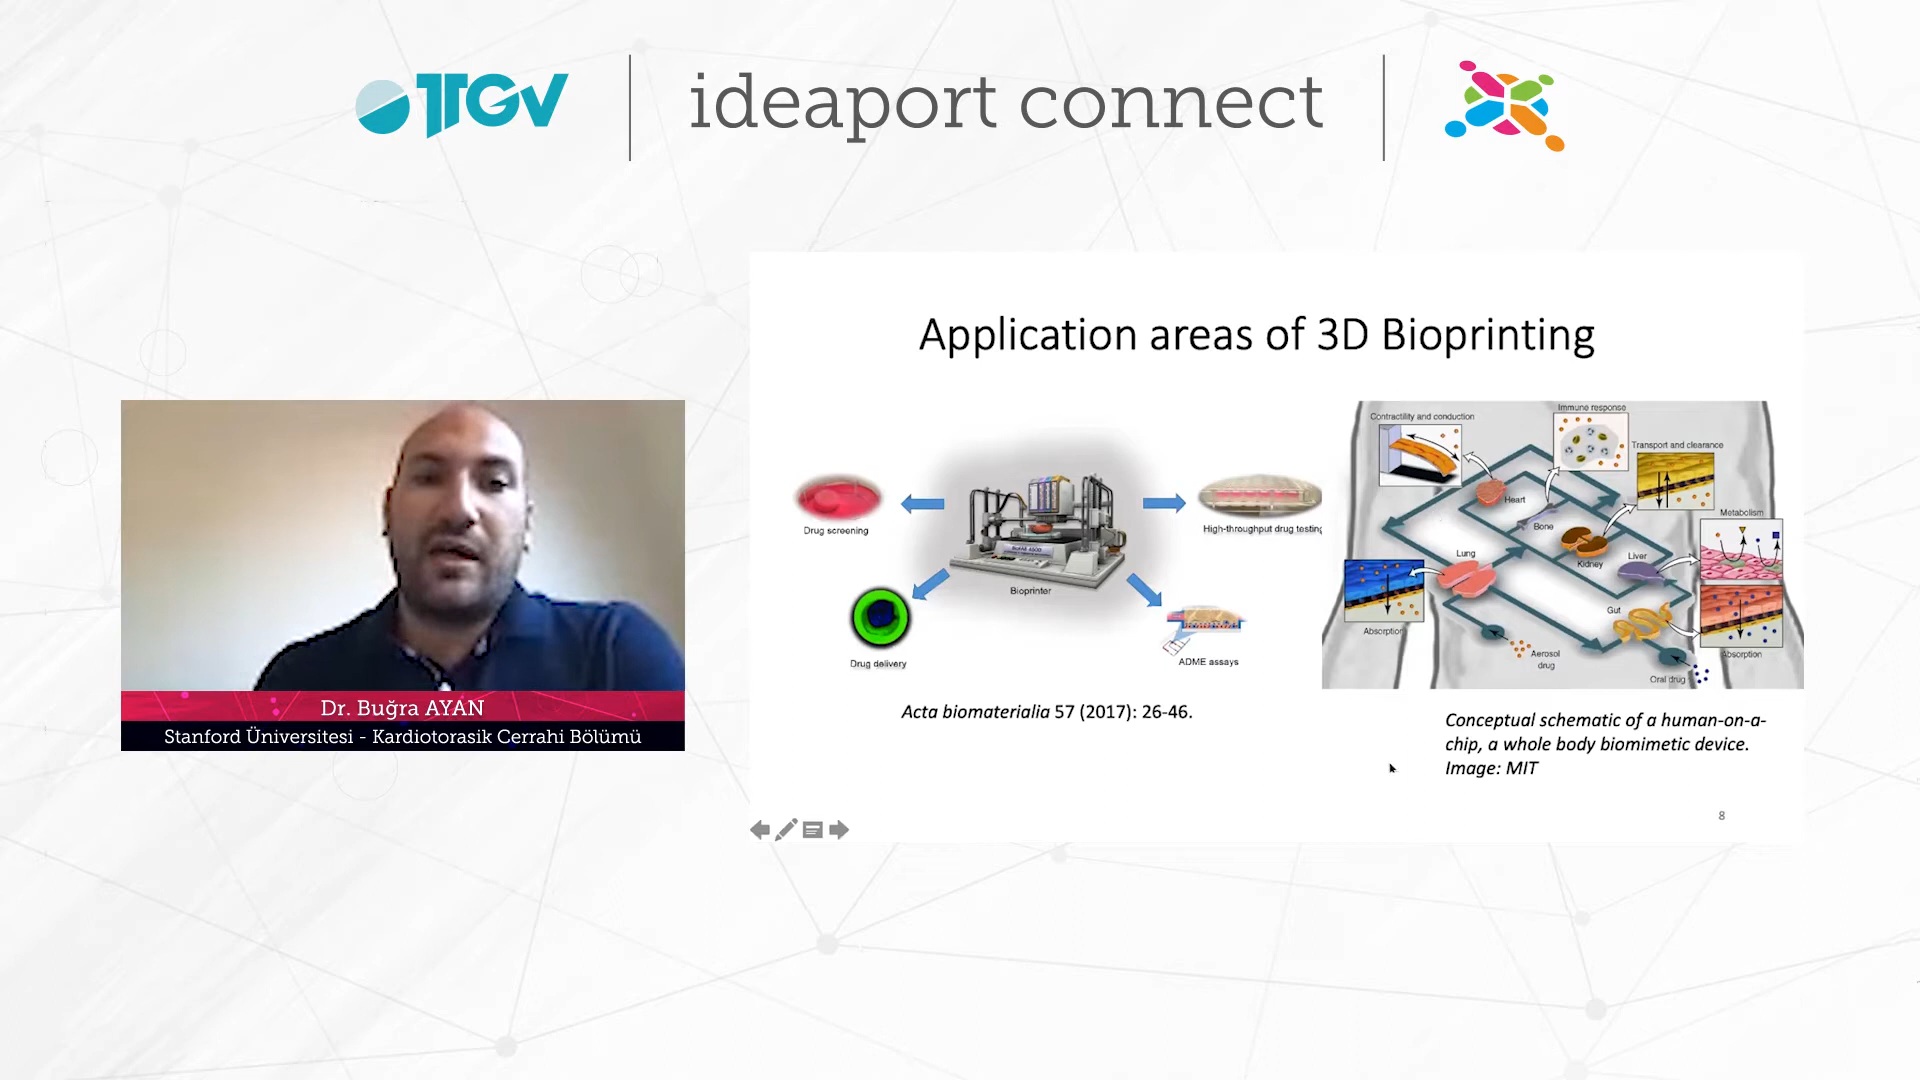 TTGV
ideaport connect
Application areas of 3D Bioprinting
Drug screening
High-throughput drug testing
Bioprinter
Drug delivery
ADME assays
Acta biomaterialia 57 (2017): 26-46.
Contractility and conduction
Immune response
Transport and clearance
Heart
Metabolism
Bone
Lung
Kidney
Liver
Gut
Absorption
Aerosol
drug
Absorption
Oral drug
Conceptual schematic of a human-on-a-
chip, a whole body biomimetic device.
Image: MIT
8
Dr. Buğra AYAN
Stanford Üniversitesi - Kardiotorasik Cerrahi Bölümü